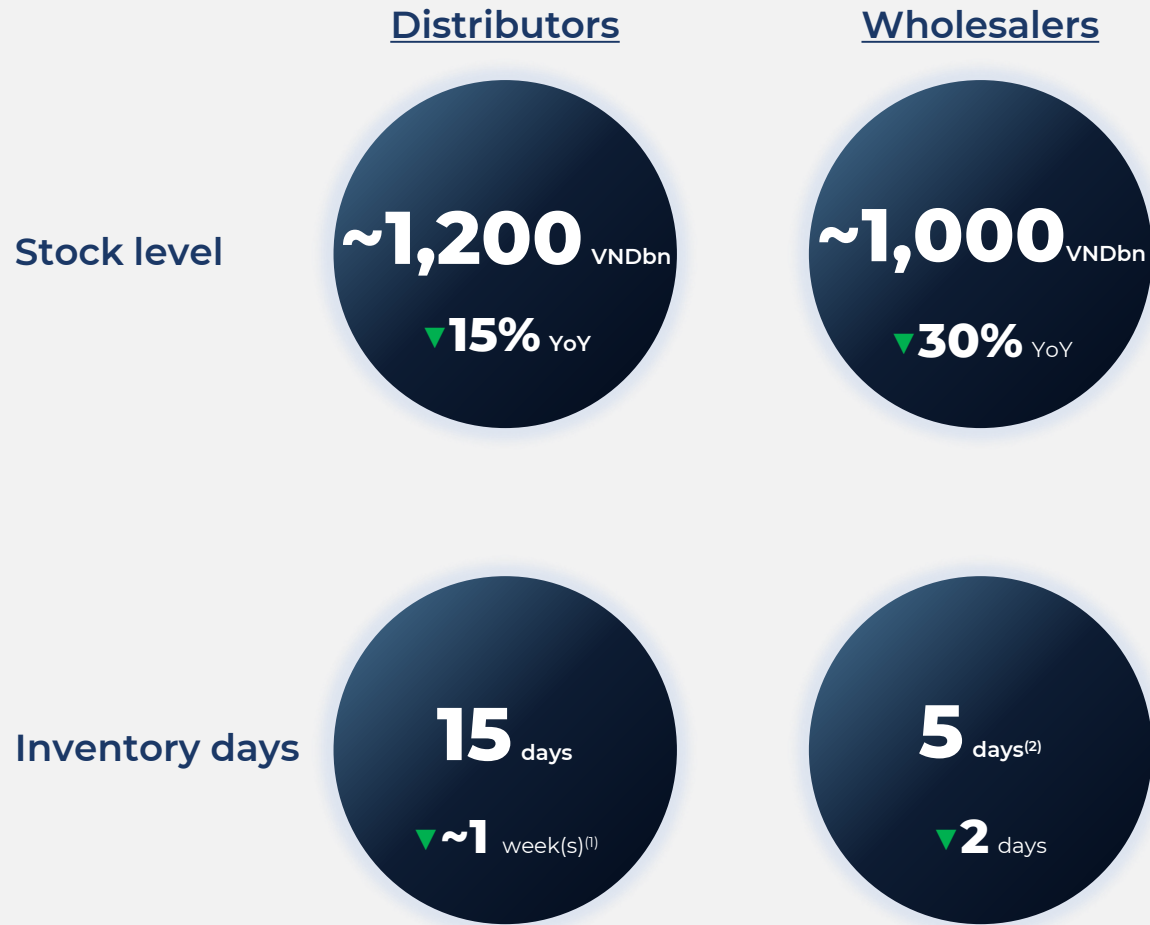 Distributors Wholesalers
Stock level ~1,200 VNDbn ~1,000 VNDbn
▼15% YoY ▼30% YoY
Inventory days 15 days 5 days(2)
▼~1 week(s)(1) ▼2 days